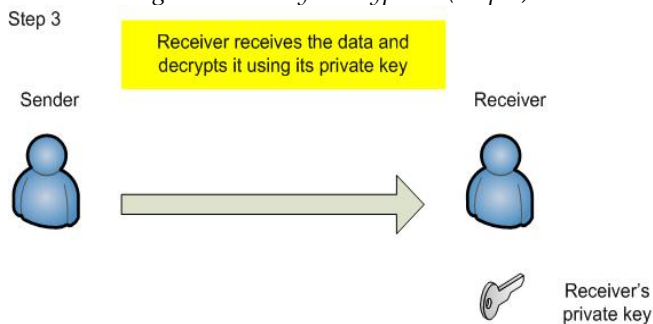 Step 3
Receiver receives the data and
decrypts it using its private key
Sender
Receiver
Receiver's
private key